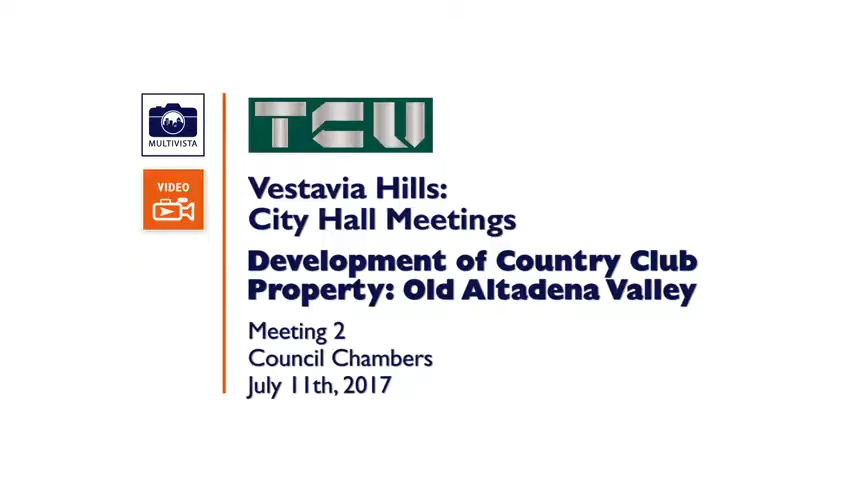 MULTIVISTA
VIDEO
TCU
Vestavia Hills:
City Hall Meetings
Development of Country Club
Property: Old Altadena Valley
Meeting 2
Council Chambers
July 11th, 2017